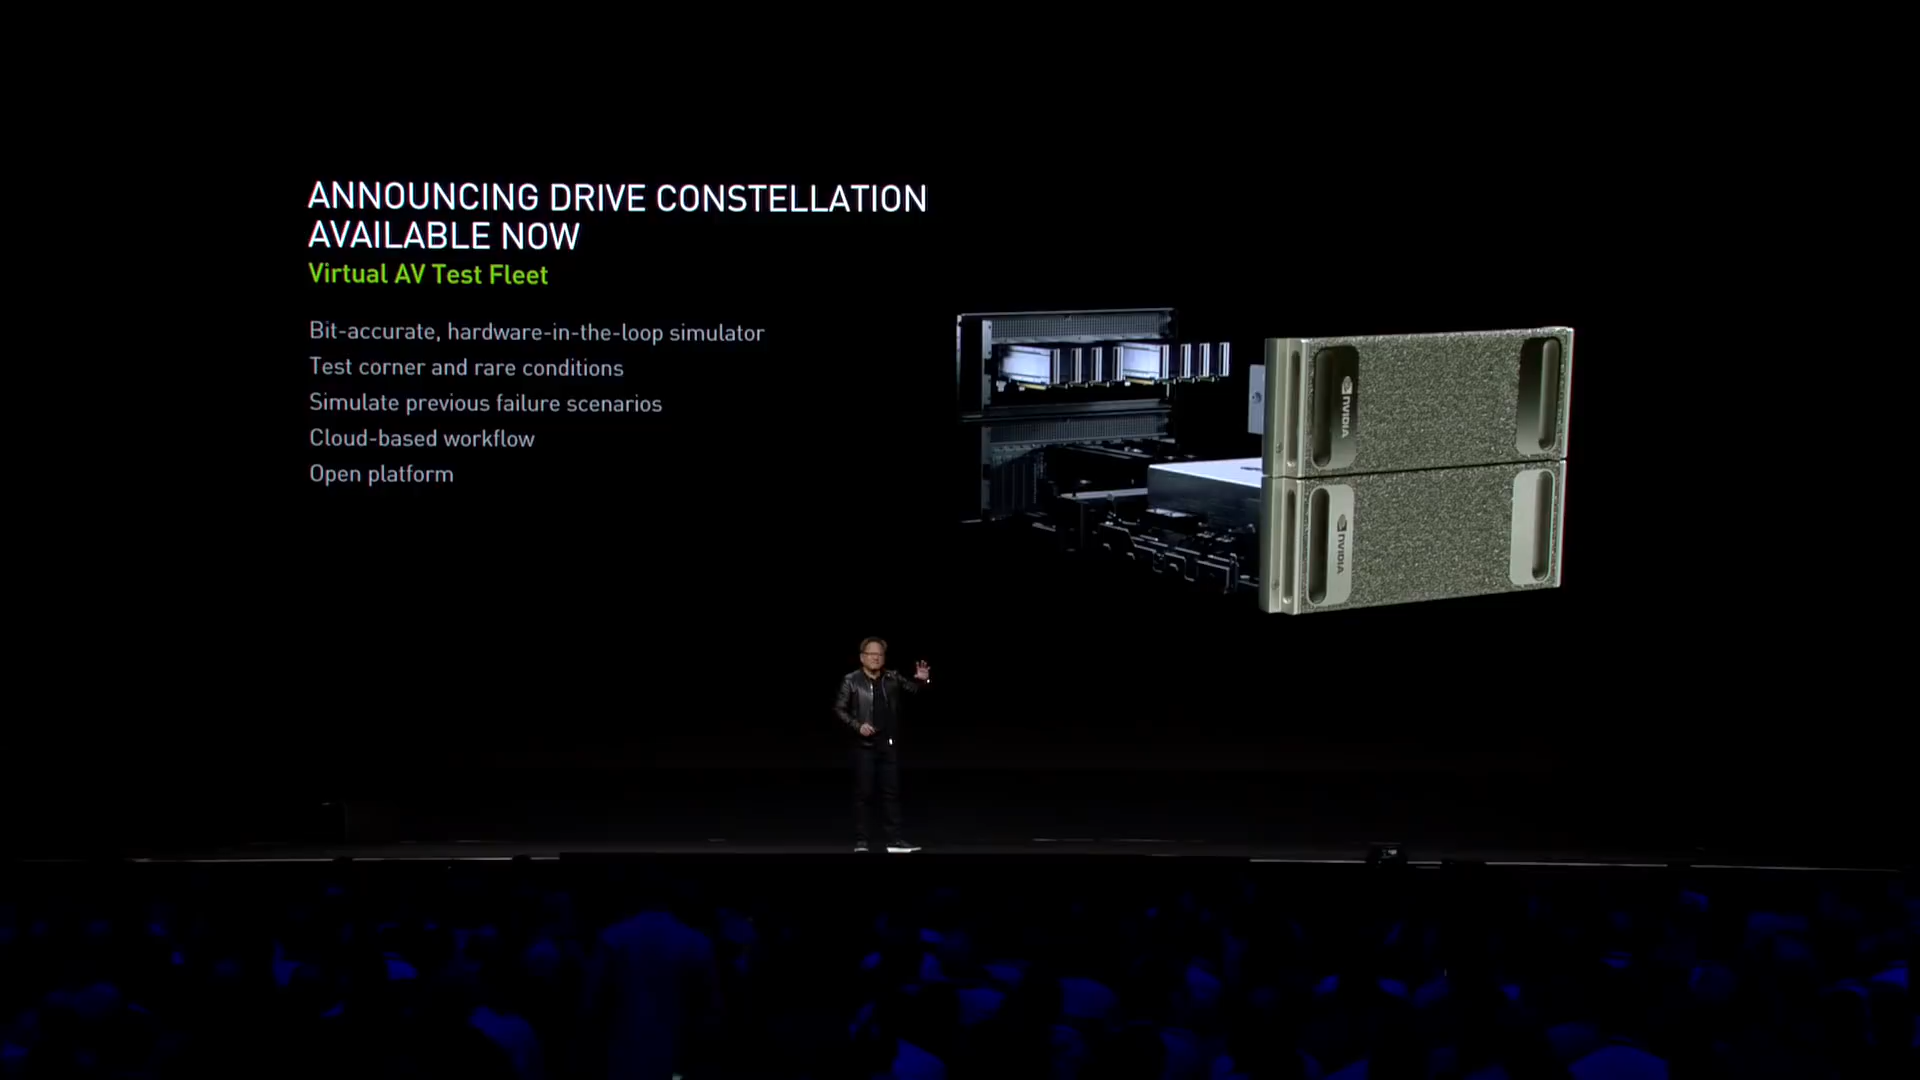 ANNOUNCING DRIVE CONSTELLATION
AVAILABLE NOW
Virtual AV Test Fleet
Bit-accurate, hardware-in-the-loop simulator
Test corner and rare conditions
Simulate previous failure scenarios
Cloud-based workflow
Open platform
NVIDIA
NVIDIA